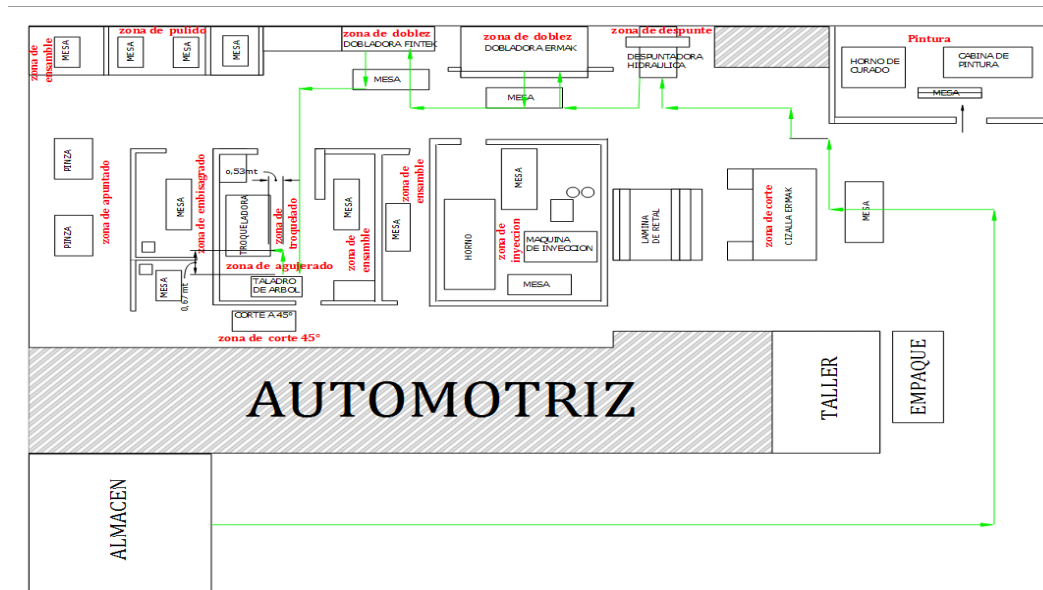 zona de pulido
zona de
ensamble
MESA
MESA
MESA
MESA
zona de doblez
DOBLADORA FINTEK
MESA
zona de doblez
DOBLADORA ERMAK
MESA
zona de despunte
DESPUNTADORA
HIDRAULICA
Pintura
HORNO DE
CURADO
CABINA DE
PINTURA
MESA
PINZA
PINZA
zona de apuntado
MESA
MESA
0,67 mt
zona de embisagrado
0,53mt
TROQUELADORA
zona de
troquelado
zona de agujerado
TALADRO
DE ARBOL
CORTE A 45°
zona de corte 45°
MESA
zona de
ensamble
MESA
zona de
ensamble
HORNO
zona de
inyeccion
MESA
MAQUINA
DE INYECCION
MESA
LAMINA
DE RETAL
zona de corte
CIZALLA ERMAK
MESA
AUTOMOTRIZ
TALLER
EMPAQUE
ALMACEN